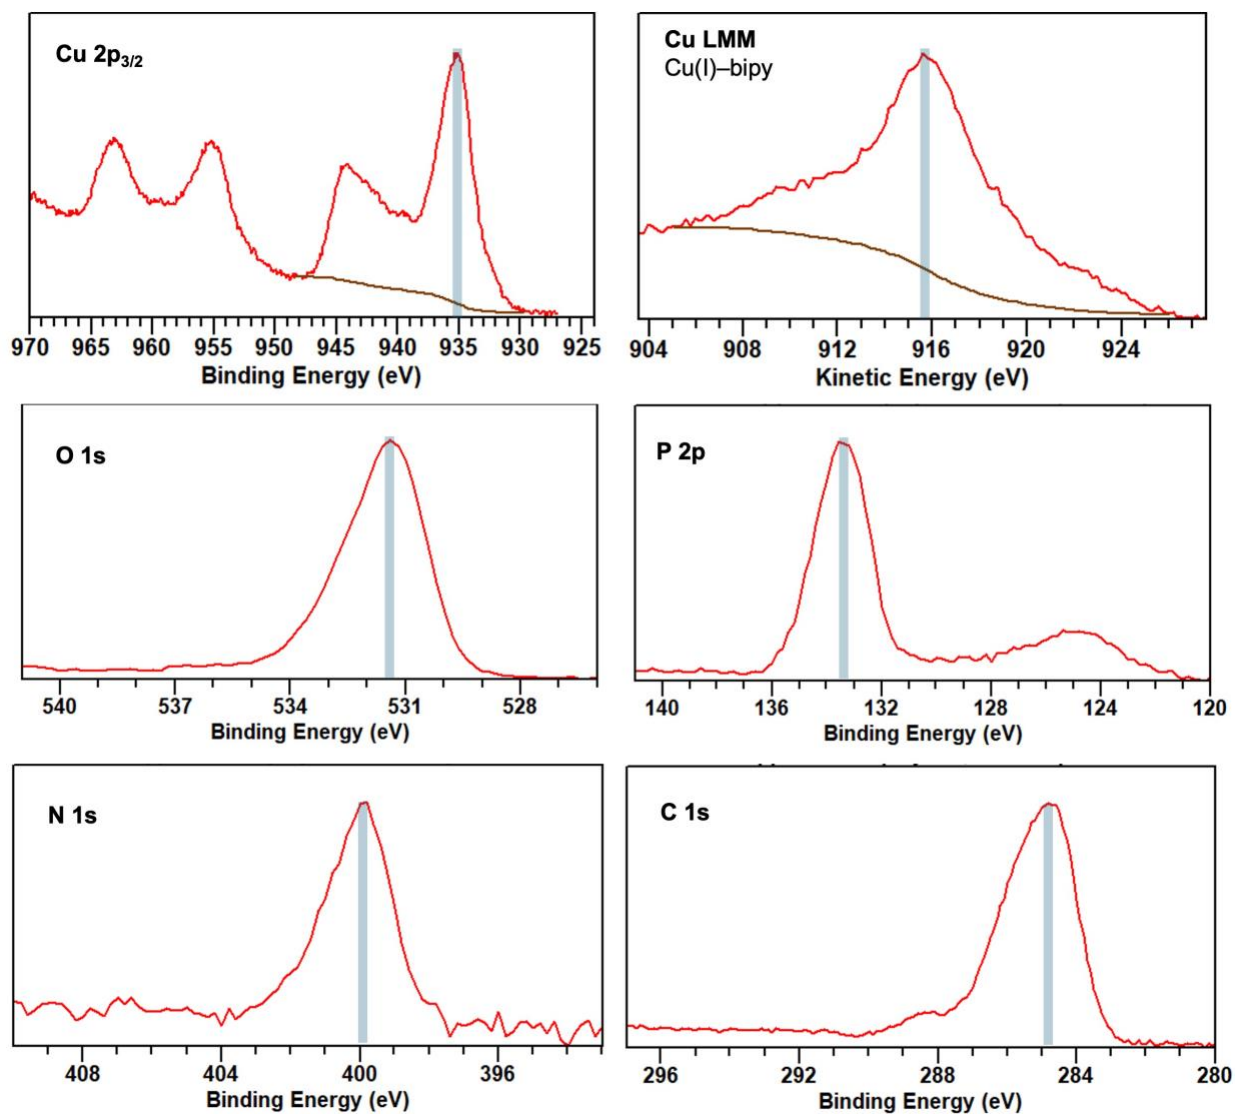 Cu 2p3/2
970 965 960 955 950 945 940 935 930 925
Binding Energy (eV)
Cu LMM
Cu(I)–bipy
904 908 912 916 920 924
Kinetic Energy (eV)
O 1s
540 537 534 531 528
Binding Energy (eV)
P 2p
140 136 132 128 124 120
Binding Energy (eV)
N 1s
408 404 400 396
Binding Energy (eV)
C 1s
296 292 288 284 280
Binding Energy (eV)